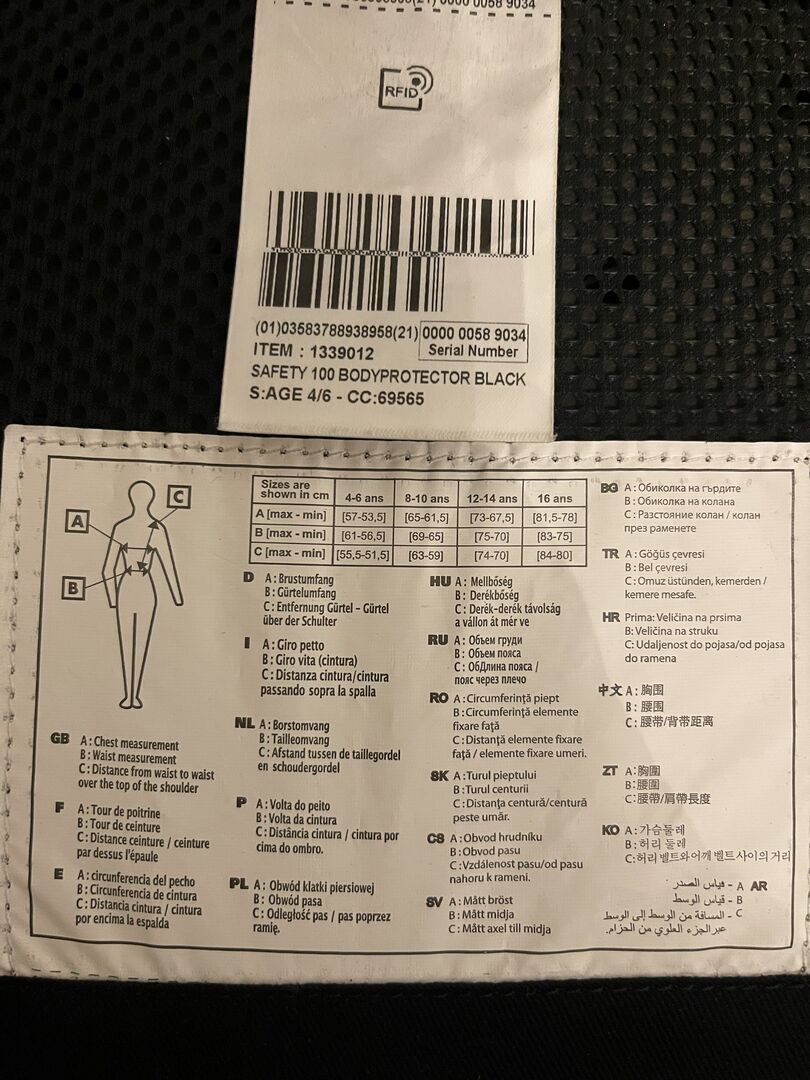 0000 0058 9034
RFID
(01)03583788938958(21) 0000 0058 9034
Serial Number
ITEM : 1339012
SAFETY 100 BODYPROTECTOR BLACK
S:AGE 4/6 - CC:69565
A
B
C
Sizes are shown in cm 4-6 ans 8-10 ans 12-14 ans 16 ans
A [max - min] [57-53,5] [65-61,5] [73-67,5] [81,5-78]
B [max - min] [61-56,5] [69-65] [75-70] [83-75]
C [max - min] [55,5-51,5] [63-59] [74-70] [84-80]
GB A : Chest measurement
B : Waist measurement
C : Distance from waist to waist
over the top of the shoulder
F A : Tour de poitrine
B : Tour de ceinture
C : Distance ceinture / ceinture
par dessus l'épaule
E A : circunferencia del pecho
B : Circunferencia de cintura
C : Distancia cintura / cintura
por encima la espalda
D A : Brustumfang
B : Gürtelumfang
C : Entfernung Gürtel - Gürtel
über der Schulter
I A : Giro petto
B : Giro vita (cintura)
C : Distanza cintura/cintura
passando sopra la spalla
NL A : Borstomvang
B : Tailleomvang
C : Afstand tussen de taillegordel
en schoudergordel
P A : Volta do peito
B : Volta da cintura
C : Distância cintura / cintura por
cima do ombro.
PL A : Obwód klatki piersiowej
B : Obwód pasa
C : Odległość pas / pas poprzez
ramię.
HU A : Mellbőség
B : Derékbőség
C : Derék-derék távolság
a vállon át mér ve
RU A : Объем груди
B : Объем пояса
C : ОбДлина пояса /
пояс через плечо
RO A : Circumferinţă piept
B : Circumferinţă elemente
fixare faţă
C : Distanţă elemente fixare
faţă / elemente fixare umeri.
SK A : Turul pieptului
B : Turul centurii
C : Distanţa centură/centură
peste umăr.
CS A : Obvod hrudníku
B : Obvod pasu
C : Vzdálenost pasu/od pasu
nahoru k rameni.
SV A : Mått bröst
B : Mått midja
C : Mått axel till midja
BG A : Обиколка на гърдите
B : Обиколка на колана
C : Разстояние колан / колан
през раменете
TR A : Göğüs çevresi
B : Bel çevresi
C : Omuz üstünden, kemerden /
kemere mesafe.
HR Prima: Veličina na prsima
B: Veličina na struku
C: Udaljenost do pojasa/od pojasa
do ramena
中文 A : 胸围
B : 腰围
C : 腰带/背带距离
ZT A : 胸圍
B : 腰圍
C : 腰帶/肩帶長度
KO A : 가슴둘레
B : 허리 둘레
C: 허리 벨트와 어깨 벨트 사이의 거리
AR A - هياس الصدر
B - قياس الوسط
C - المسافة من الوسط إلى الوسط
عبر الجزء العلوي من الحزام.